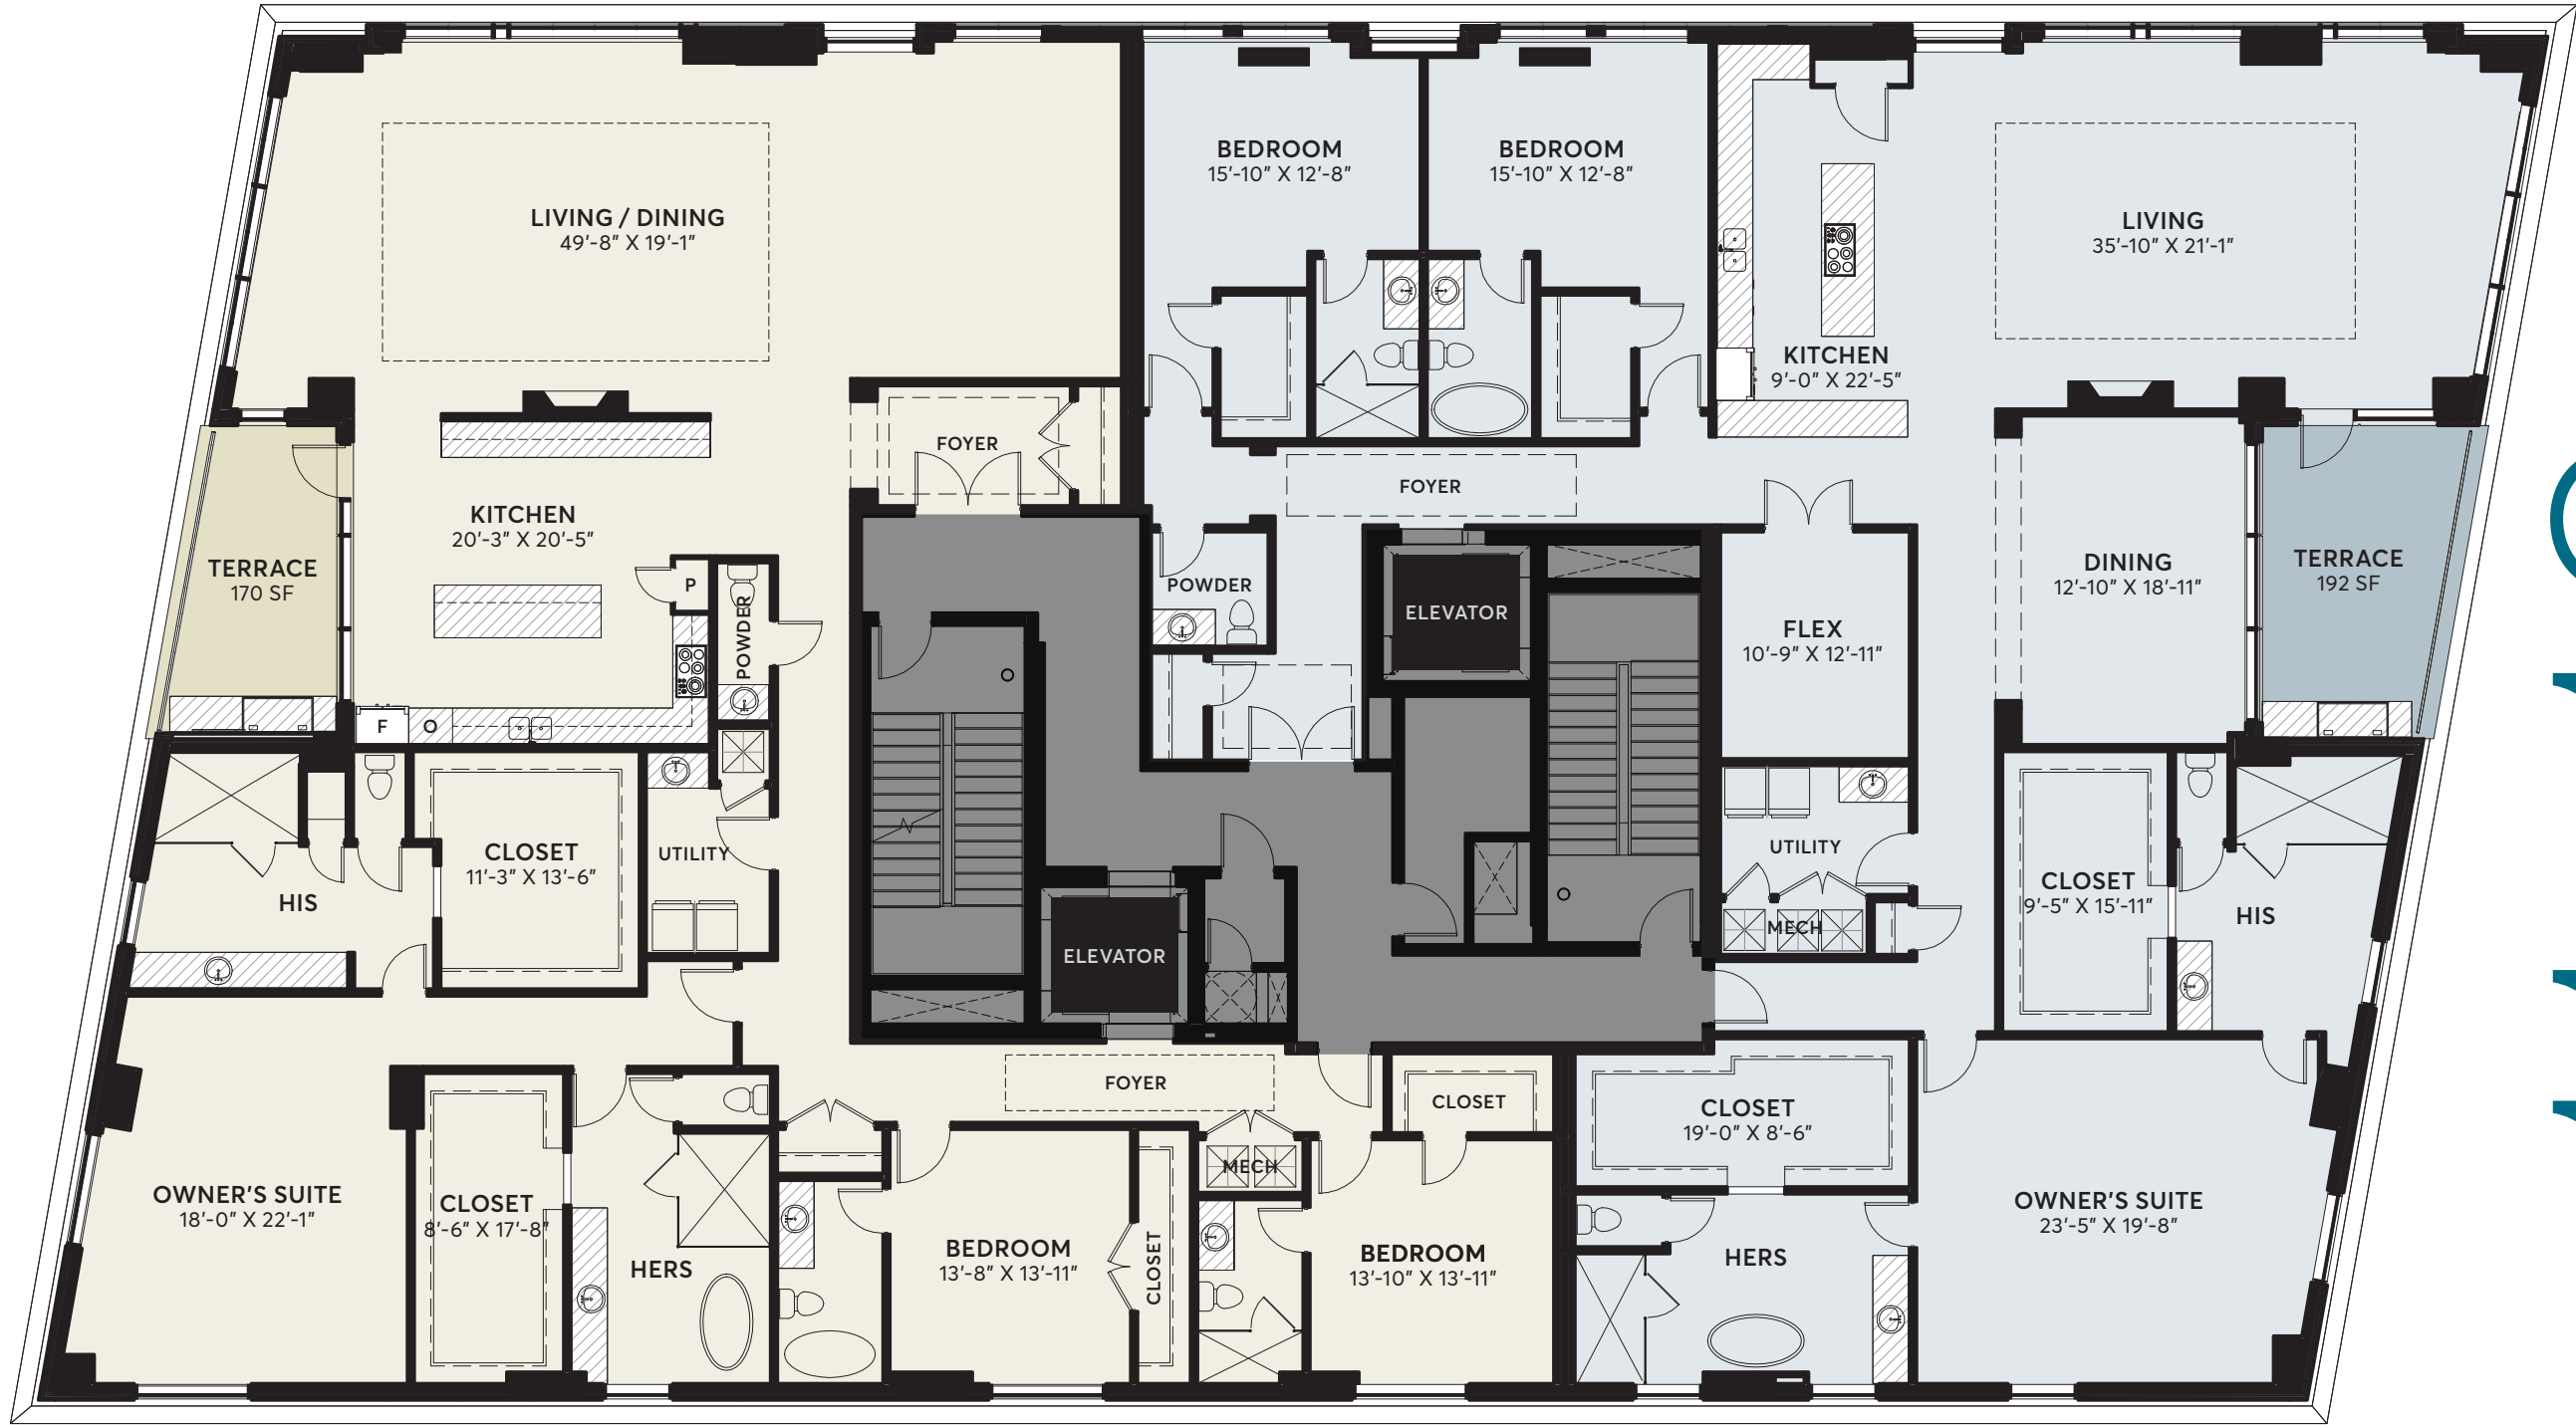 LIVING / DINING
49'-8" X 19'-1"
BEDROOM
15'-10" X 12'-8"
BEDROOM
15'-10" X 12'-8"
LIVING
35'-10" X 21'-1"
KITCHEN
9'-0" X 22'-5"
FOYER
FOYER
KITCHEN
20'-3" X 20'-5"
TERRACE
170 SF
P
POWDER
F
O
POWDER
ELEVATOR
FLEX
10'-9" X 12'-11"
DINING
12'-10" X 18'-11"
TERRACE
192 SF
HIS
CLOSET
11'-3" X 13'-6"
UTILITY
ELEVATOR
UTILITY
MECH
CLOSET
9'-5" X 15'-11"
HIS
FOYER
CLOSET
CLOSET
19'-0" X 8'-6"
OWNER'S SUITE
18'-0" X 22'-1"
CLOSET
8'-6" X 17'-8"
HERS
BEDROOM
13'-8" X 13'-11"
CLOSET
MECH
BEDROOM
13'-10" X 13'-11"
HERS
OWNER'S SUITE
23'-5" X 19'-8"